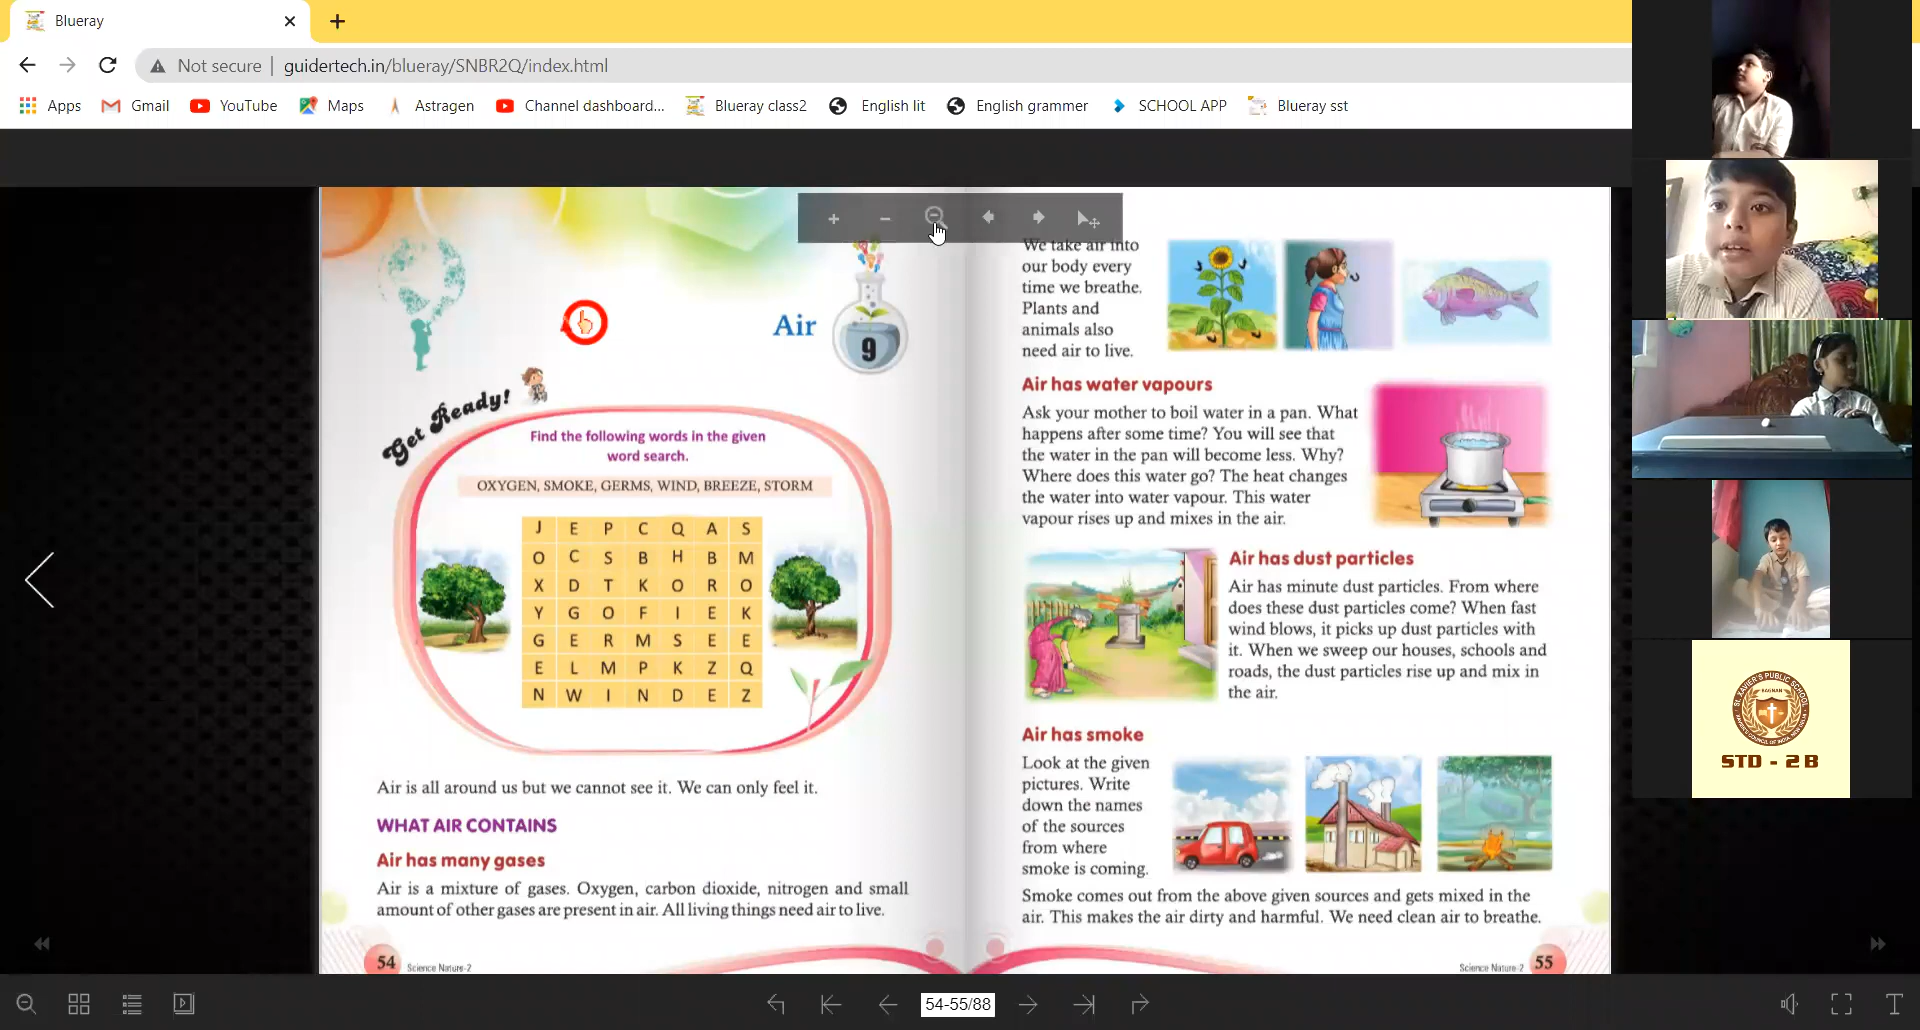 Blueray
Not secure
guidertech.in/blueray/SNBR2Q/index.html
Apps
Gmail
YouTube
Maps
Astragen
Channel dashboard...
Blueray class2
English lit
English grammer
SCHOOL APP
Blueray sst
Air
9
Get Ready!
Find the following words in the given
word search.
OXYGEN, SMOKE, GERMS, WIND, BREEZE, STORM
J E P C Q A S
O C S B H B M
X D T K O R O
Y G O F I E K
G E R M S E E
E L M P K Z Q
N W I N D E Z
Air is all around us but we cannot see it. We can only feel it.
WHAT AIR CONTAINS
Air has many gases
Air is a mixture of gases. Oxygen, carbon dioxide, nitrogen and small
amount of other gases are present in air. All living things need air to live.
54
Science Nature-2
We take air into
our body every
time we breathe.
Plants and
animals also
need air to live.
Air has water vapours
Ask your mother to boil water in a pan. What
happens after some time? You will see that
the water in the pan will become less. Why?
Where does this water go? The heat changes
the water into water vapour. This water
vapour rises up and mixes in the air.
Air has dust particles
Air has minute dust particles. From where
does these dust particles come? When fast
wind blows, it picks up dust particles with
it. When we sweep our houses, schools and
roads, the dust particles rise up and mix in
the air.
Air has smoke
Look at the given
pictures. Write
down the names
of the sources
from where
smoke is coming.
Smoke comes out from the above given sources and gets mixed in the
air. This makes the air dirty and harmful. We need clean air to breathe.
Science Nature-2
55
54-55/88
ST. XAVIER'S PUBLIC SCHOOL
BAGNAN
STD - 2 B